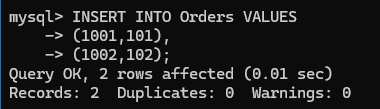 mysql> INSERT INTO Orders VALUES
    -> (1001,101),
    -> (1002,102);
Query OK, 2 rows affected (0.01 sec)
Records: 2  Duplicates: 0  Warnings: 0